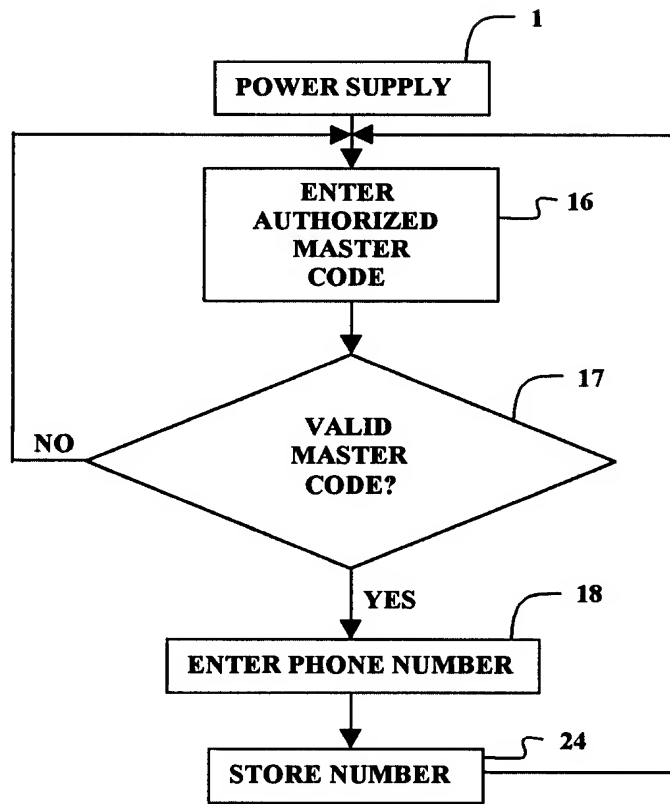 1
POWER SUPPLY
ENTER
AUTHORIZED
MASTER
CODE
16
17
VALID
MASTER
CODE?
NO
YES
18
ENTER PHONE NUMBER
24
STORE NUMBER